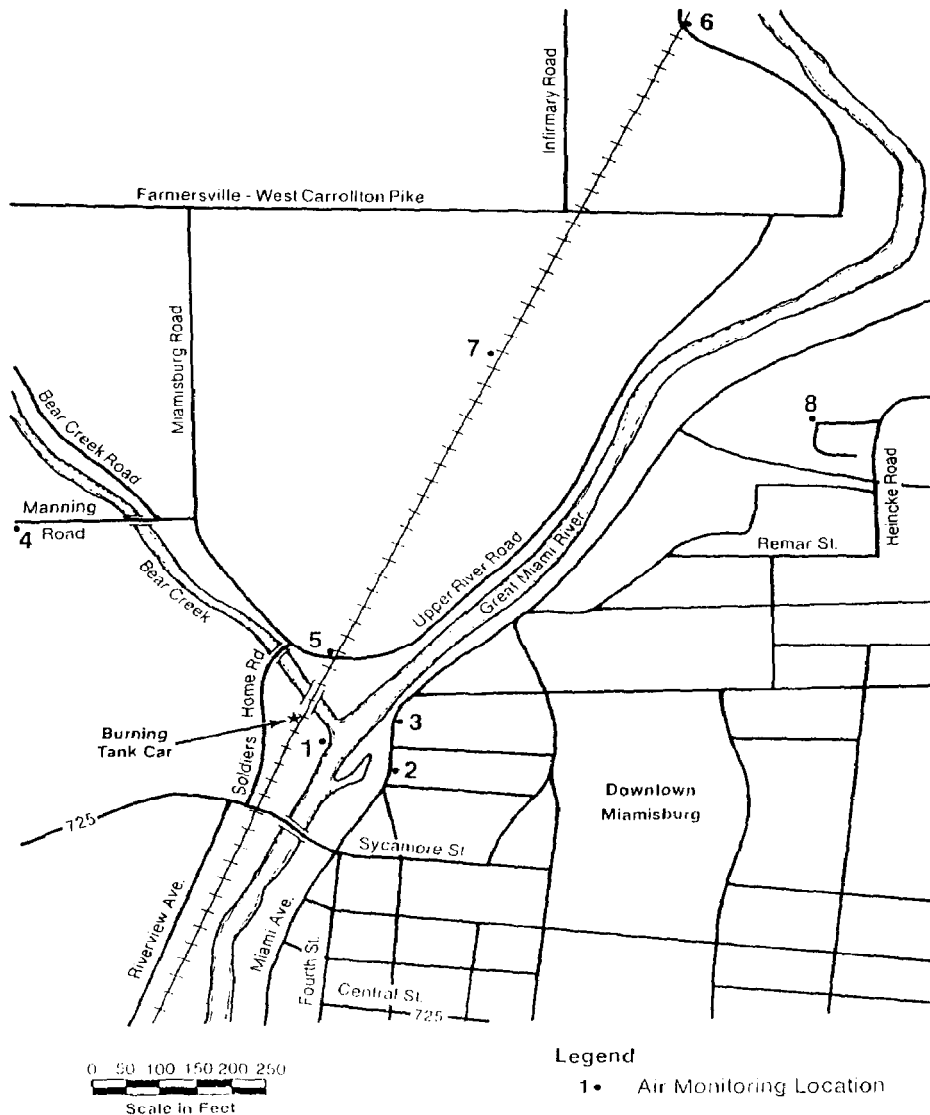 6
Infirmary Road
Farmersville - West Carrollton Pike
Miamisburg Road
7
8
Bear Creek Road
Heincke Road
Manning
Road
4
Remar St.
Bear Creek
Upper River Road
Great Miami River
5
Soldiers Home Rd
Burning
Tank Car
1
3
2
Downtown
Miamisburg
725
Sycamore St
Riverview Ave.
Miami Ave.
Fourth St.
Central St.
725
0 50 100 150 200 250
Scale in Feet
Legend
1 • Air Monitoring Location